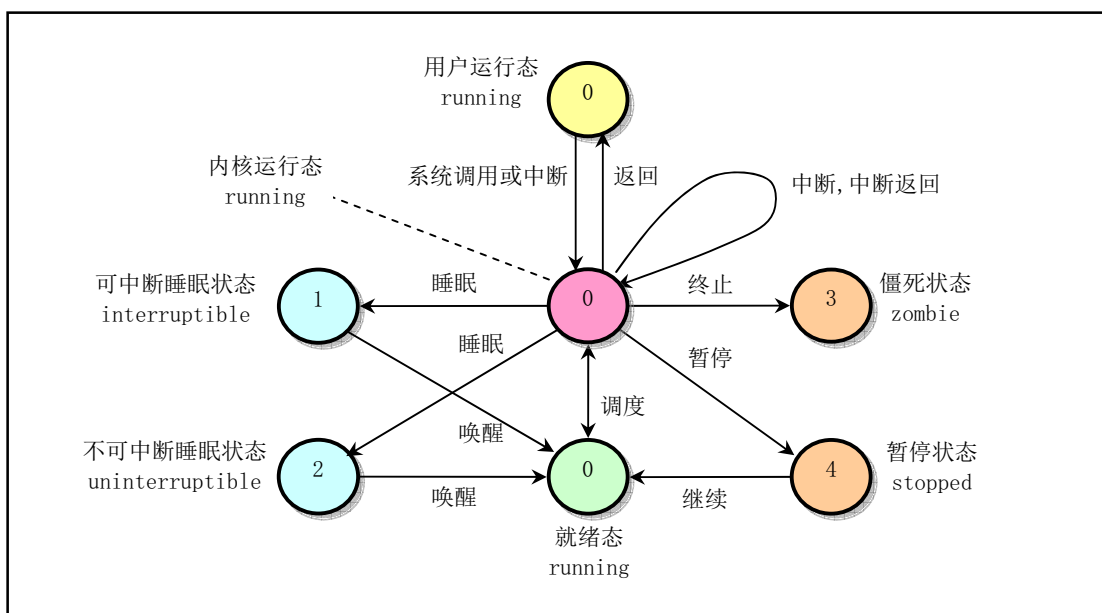 用户运行态
running
0
内核运行态
running
系统调用或中断
返回
中断,中断返回
可中断睡眠状态
interruptible
1
睡眠
0
终止
3
僵死状态
zombie
睡眠
暂停
调度
唤醒
不可中断睡眠状态
uninterruptible
2
唤醒
0
继续
4
暂停状态
stopped
就绪态
running